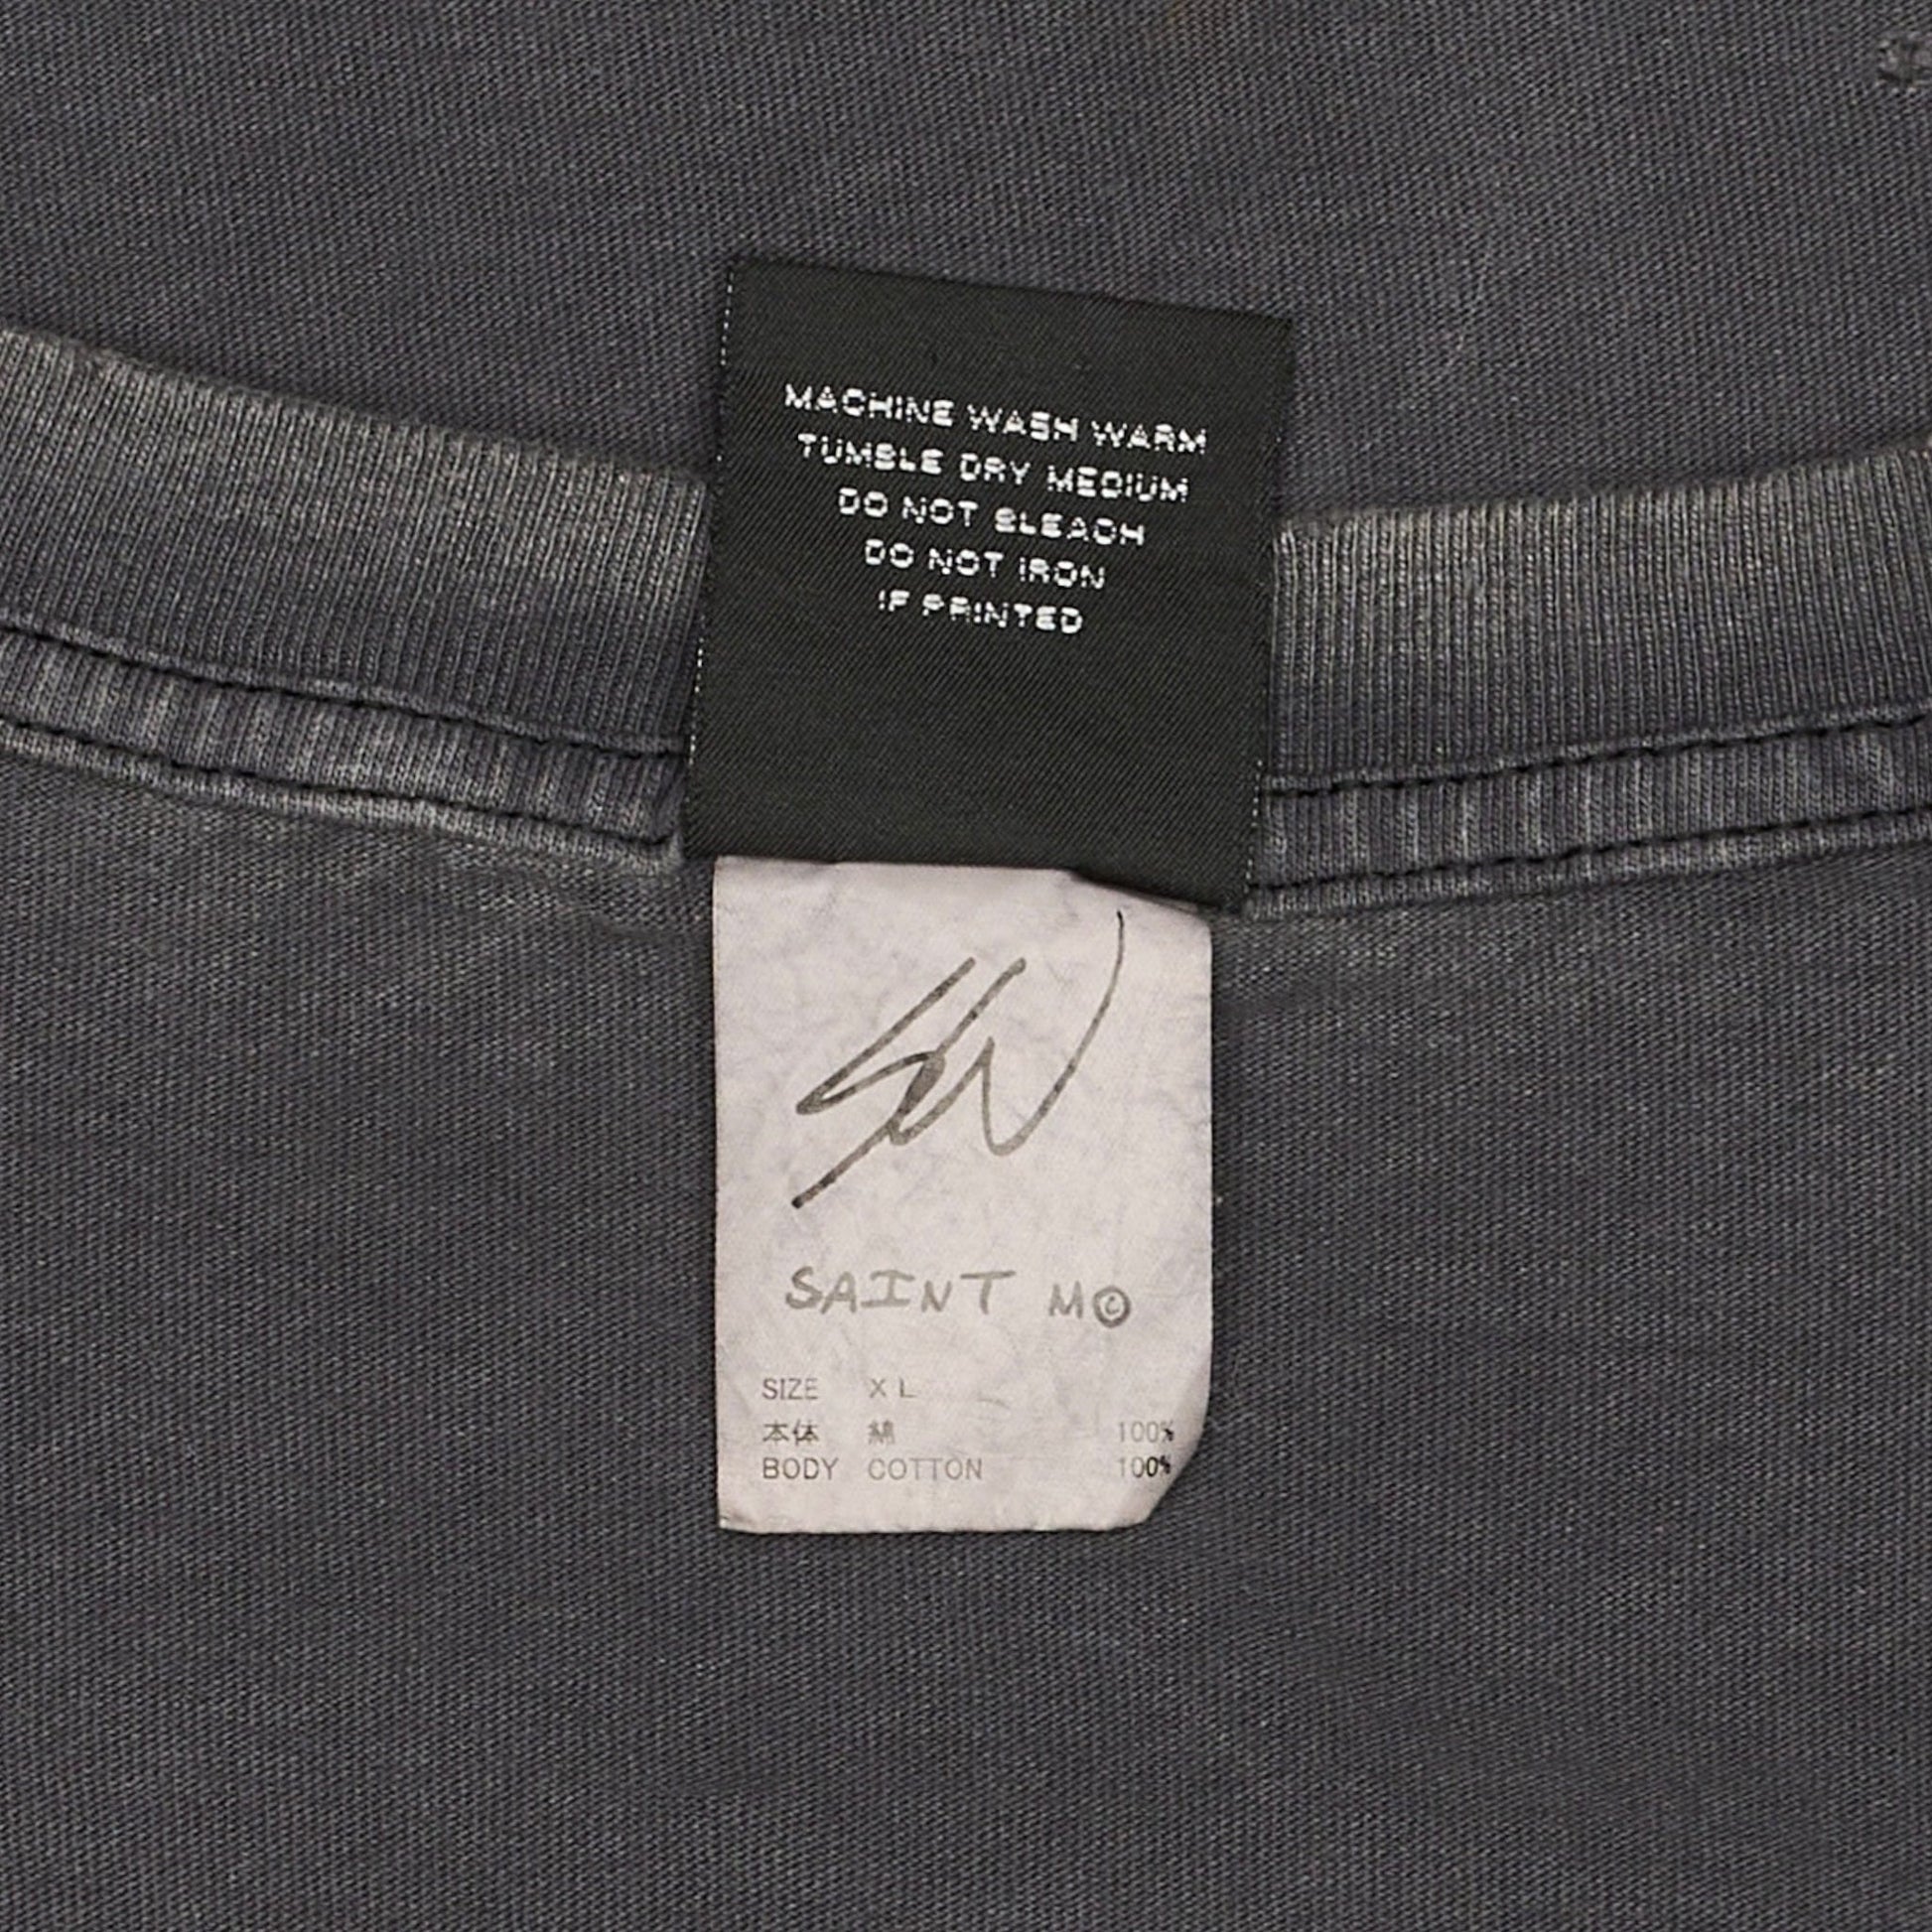 MACHINE WASH WARM
TUMBLE DRY MEDIUM
DO NOT BLEACH
DO NOT IRON
IF PRINTED
SAINT M©
SIZE XL
本体 綿 100%
BODY COTTON 100%